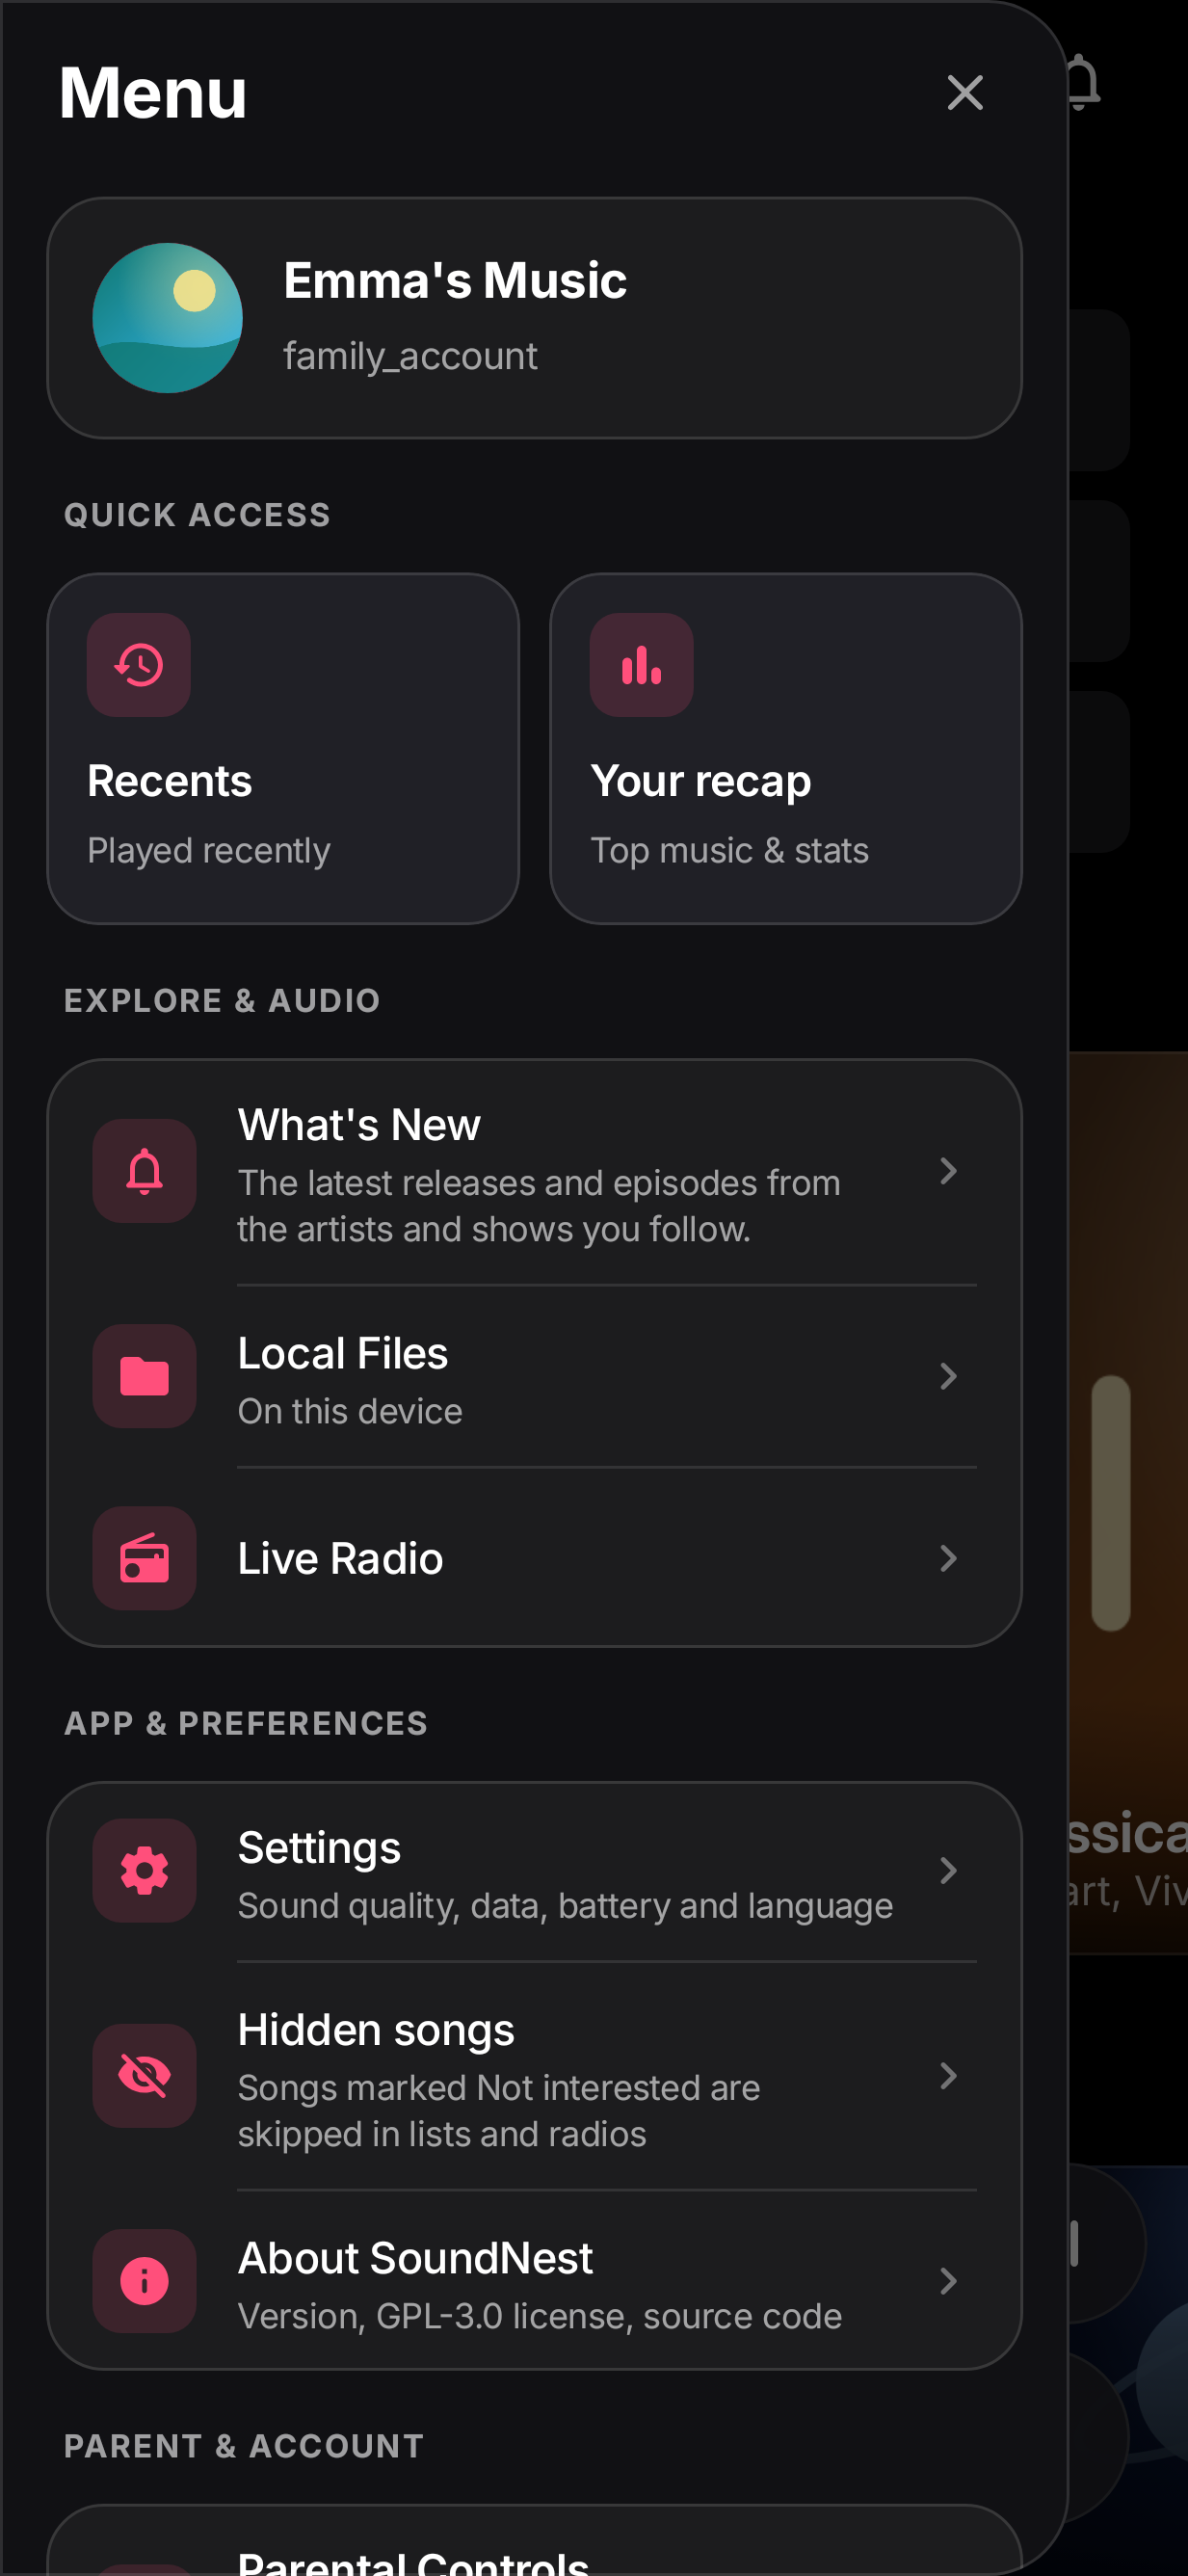 Menu
Emma's Music
family_account
QUICK ACCESS
Recents
Played recently
Your recap
Top music & stats
EXPLORE & AUDIO
What's New
The latest releases and episodes from
the artists and shows you follow.
Local Files
On this device
Live Radio
APP & PREFERENCES
Settings
Sound quality, data, battery and language
Hidden songs
Songs marked Not interested are
skipped in lists and radios
About SoundNest
Version, GPL-3.0 license, source code
PARENT & ACCOUNT
Parental Controls